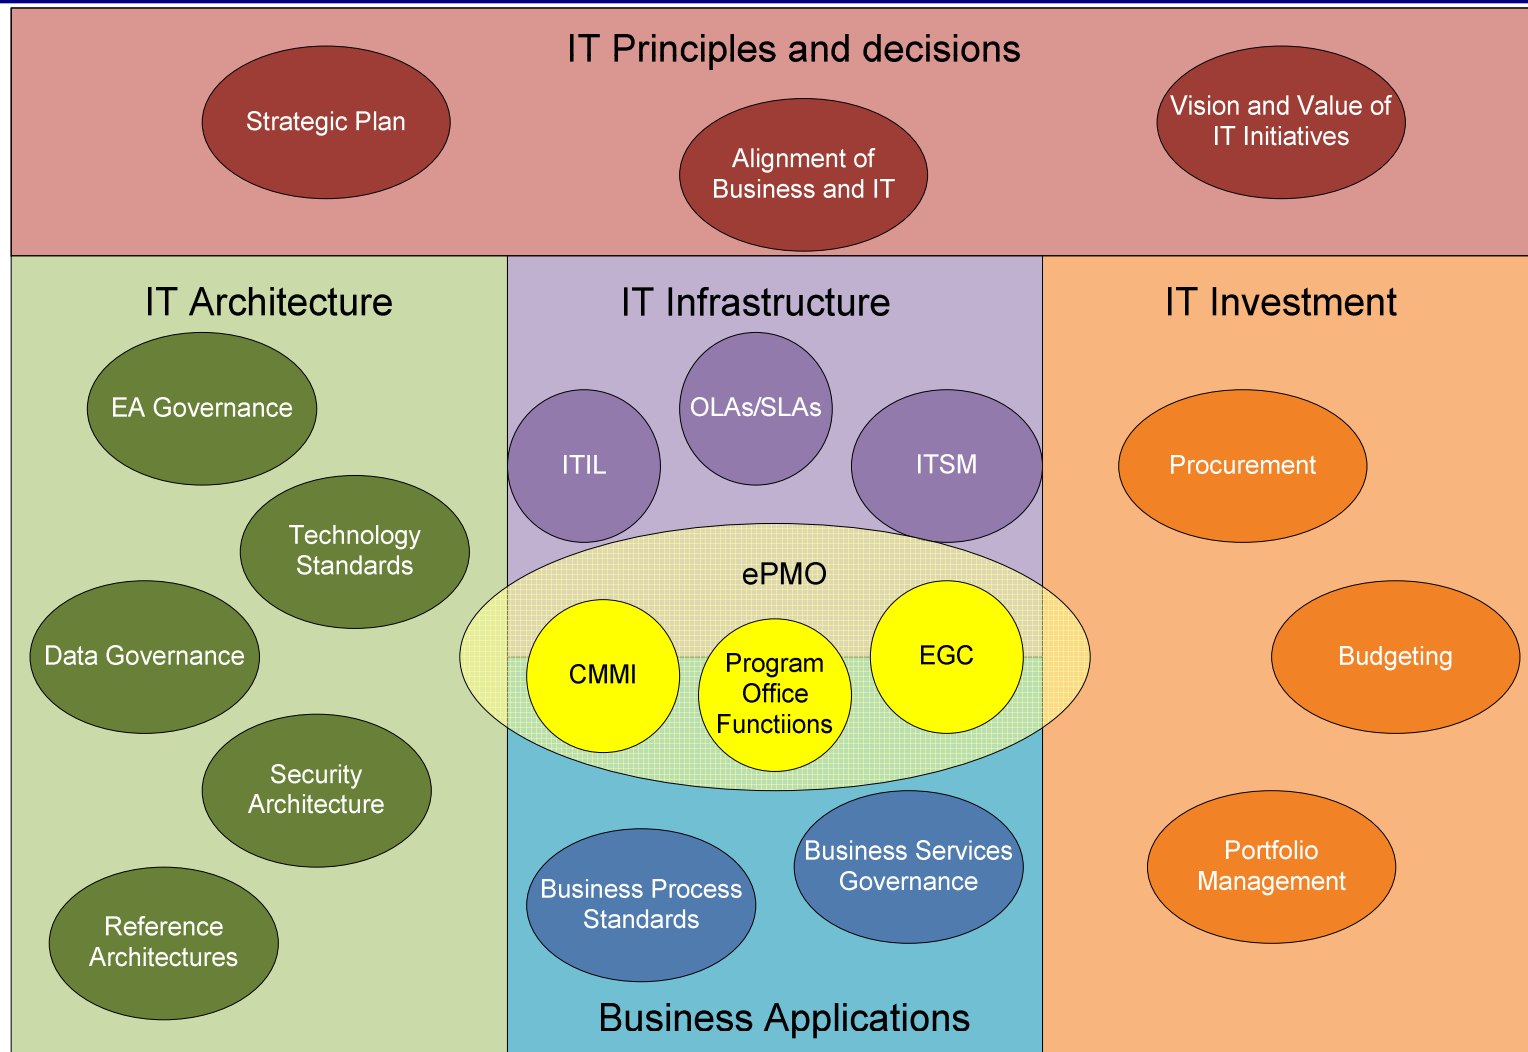 IT Principles and decisions
Strategic Plan
Alignment of
Business and IT
Vision and Value of
IT Initiatives
IT Architecture
EA Governance
Technology
Standards
Data Governance
Security
Architecture
Reference
Architectures
IT Infrastructure
OLAs/SLAs
ITIL
ITSM
ePMO
CMMI
Program
Office
Functiions
EGC
Business Services
Governance
Business Process
Standards
Business Applications
IT Investment
Procurement
Budgeting
Portfolio
Management